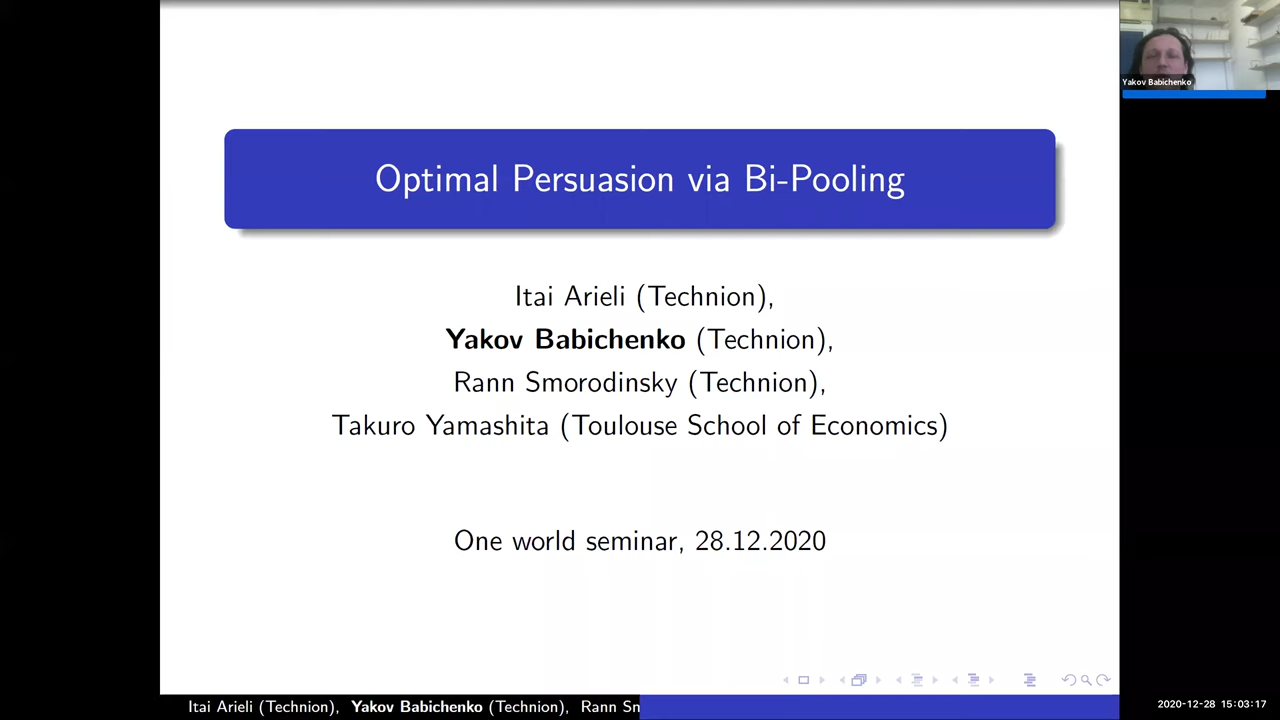 Optimal Persuasion via Bi-Pooling
Itai Arieli (Technion),
Yakov Babichenko (Technion),
Rann Smorodinsky (Technion),
Takuro Yamashita (Toulouse School of Economics)
One world seminar, 28.12.2020
Itai Arieli (Technion), Yakov Babichenko (Technion), Rann Sm
Yakov Babichenko
2020-12-28 15:03:17